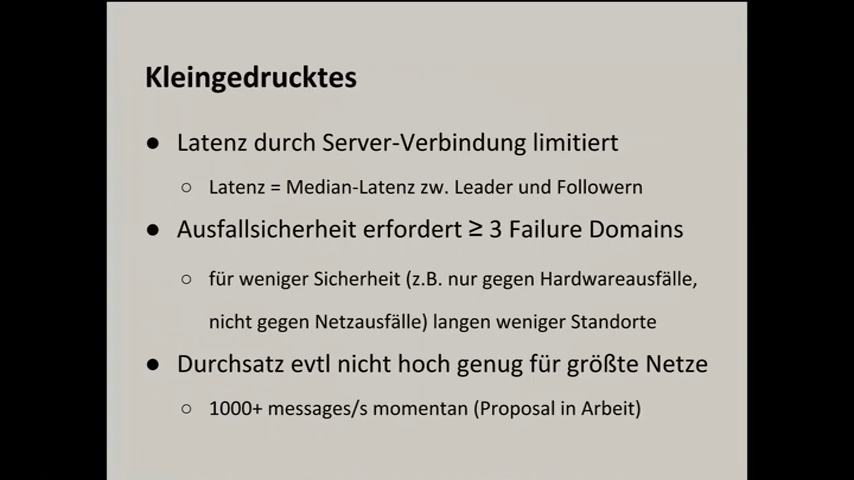 Kleingedrucktes
● Latenz durch Server-Verbindung limitiert
○ Latenz = Median-Latenz zw. Leader und Followern
● Ausfallsicherheit erfordert ≥ 3 Failure Domains
○ für weniger Sicherheit (z.B. nur gegen Hardwareausfälle,
nicht gegen Netzausfälle) langen weniger Standorte
● Durchsatz evtl nicht hoch genug für größte Netze
○ 1000+ messages/s momentan (Proposal in Arbeit)